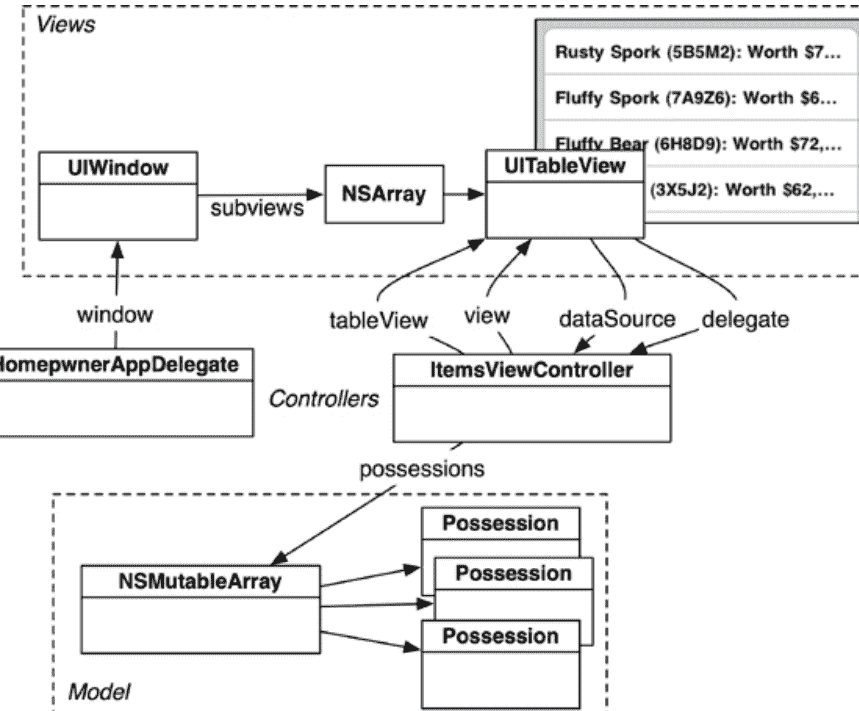 Views
Rusty Spork (5B5M2): Worth $7...
Fluffy Spork (7A9Z6): Worth $6...
Fluffy Bear (6H8D9): Worth $72,...
(3X5J2): Worth $62,...
UIWindow
subviews
NSArray
UITableView
window
tableView
view
dataSource
delegate
HomepwnerAppDelegate
Controllers
ItemsViewController
possessions
NSMutableArray
Possession
Possession
Possession
Model